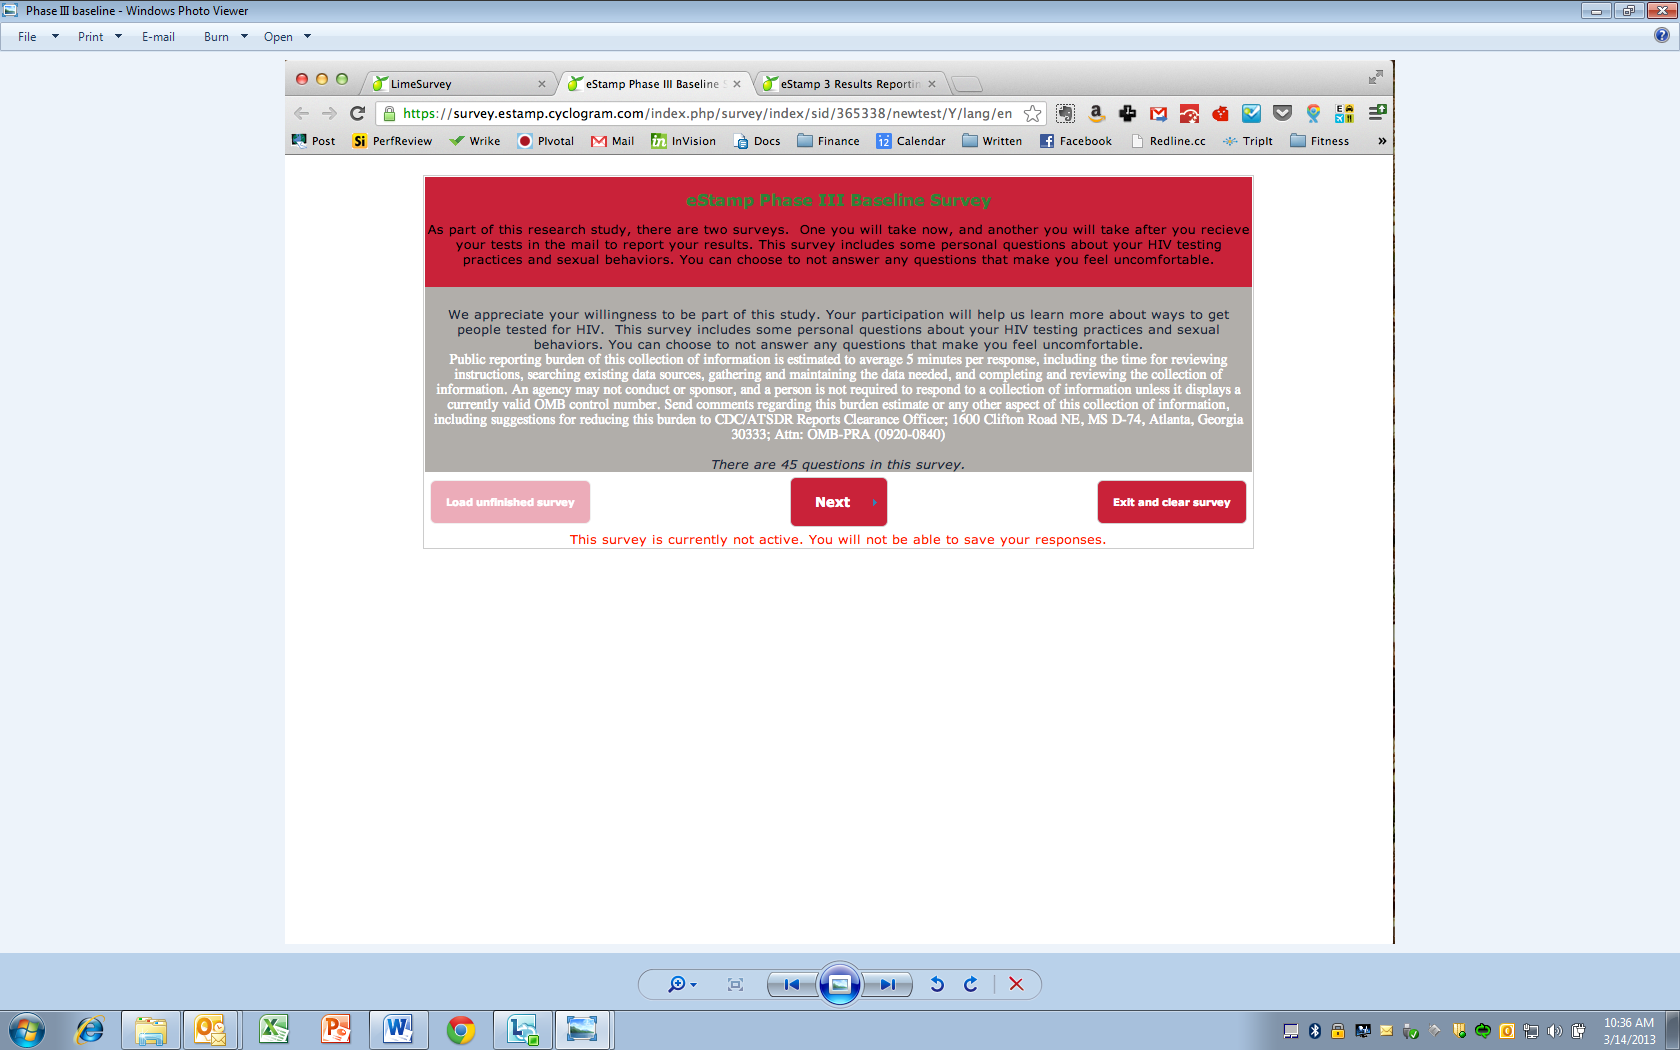 Phase III baseline - Windows Photo Viewer
File Print E-mail Burn Open
LimeSurvey eStamp Phase III Baseline S eStamp 3 Results Reportin
https://survey.estamp.cyclogram.com/index.php/survey/index/sid/365338/newtest/Y/lang/en
Post PerfReview Wrike PIvotal Mail InVision Docs Finance 12 Calendar Written Facebook Redline.cc TripIt Fitness »
eStamp Phase III Baseline Survey
As part of this research study, there are two surveys. One you will take now, and another you will take after you recieve
your tests in the mail to report your results. This survey includes some personal questions about your HIV testing
practices and sexual behaviors. You can choose to not answer any questions that make you feel uncomfortable.
We appreciate your willingness to be part of this study. Your participation will help us learn more about ways to get
people tested for HIV. This survey includes some personal questions about your HIV testing practices and sexual
behaviors. You can choose to not answer any questions that make you feel uncomfortable.
Public reporting burden of this collection of information is estimated to average 5 minutes per response, including the time for reviewing
instructions, searching existing data sources, gathering and maintaining the data needed, and completing and reviewing the collection of
information. An agency may not conduct or sponsor, and a person is not required to respond to a collection of information unless it displays a
currently valid OMB control number. Send comments regarding this burden estimate or any other aspect of this collection of information,
including suggestions for reducing this burden to CDC/ATSDR Reports Clearance Officer; 1600 Clifton Road NE, MS D-74, Atlanta, Georgia
30333; Attn: OMB-PRA (0920-0840)
There are 45 questions in this survey.
Load unfinished survey Next Exit and clear survey
This survey is currently not active. You will not be able to save your responses.
10:36 AM
3/14/2013